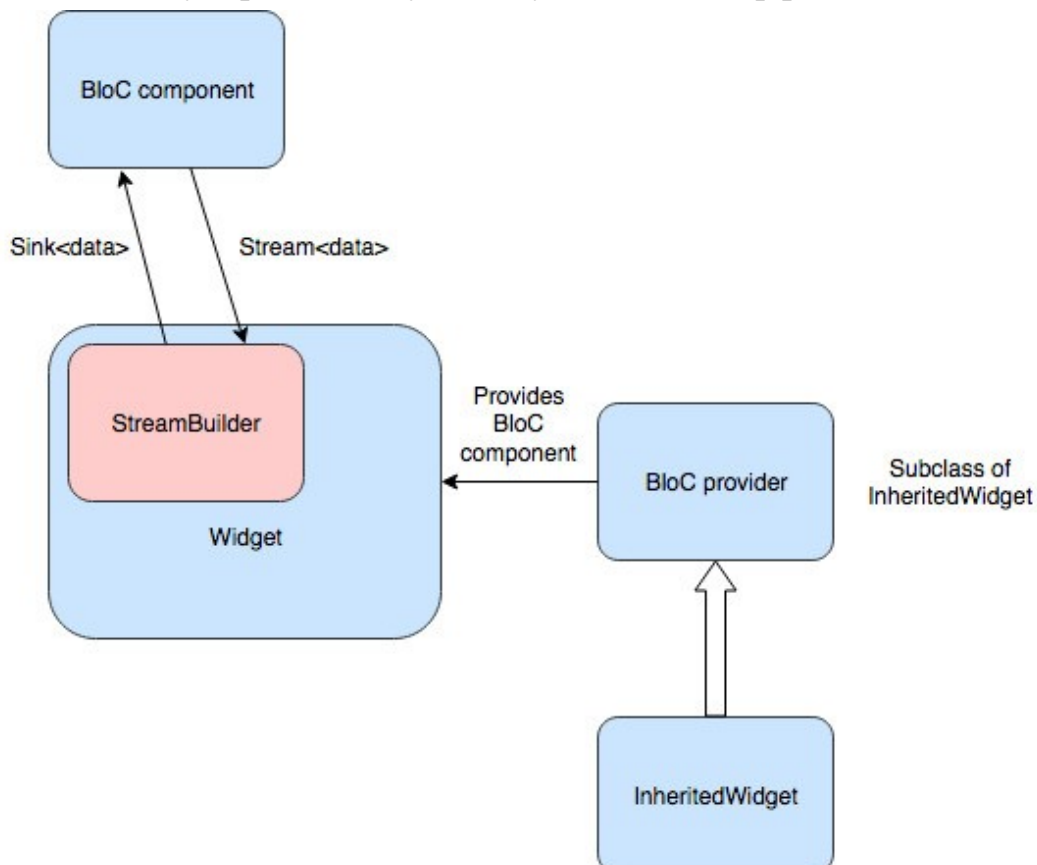 BloC component
Sink<data>
Stream<data>
StreamBuilder
Widget
Provides
BloC
component
BloC provider
Subclass of
InheritedWidget
InheritedWidget